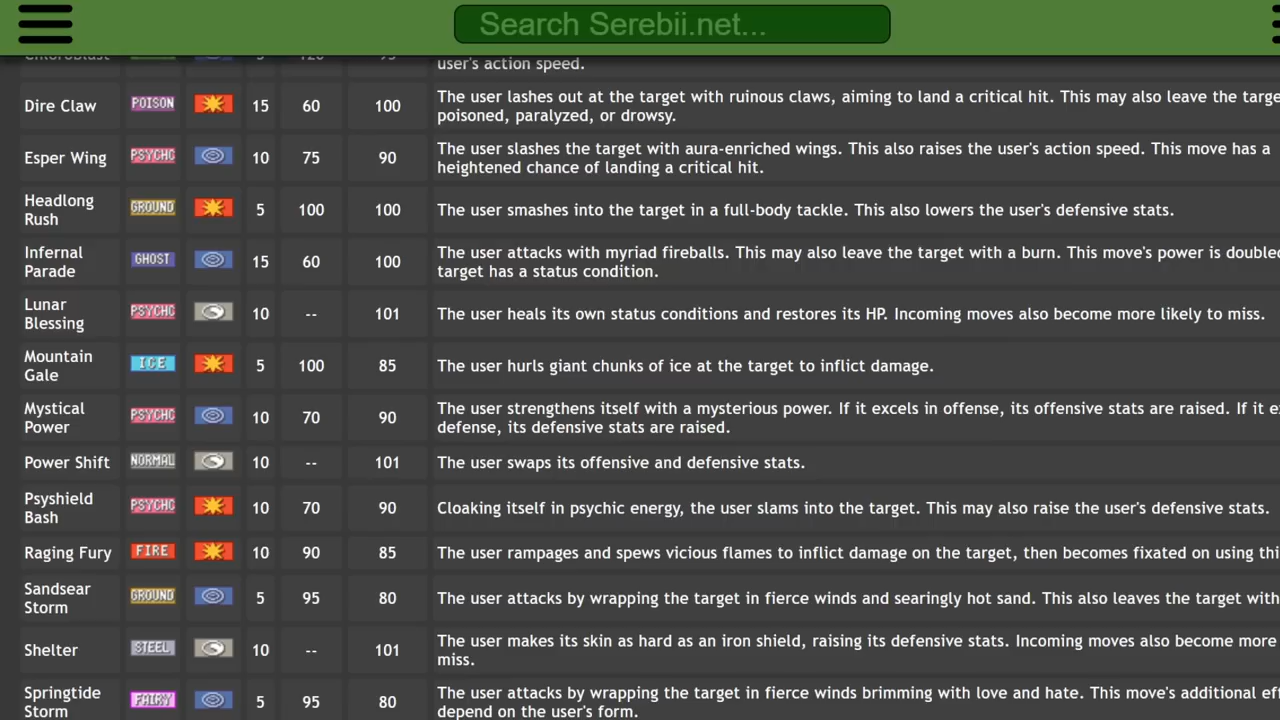 Search Serebii.net...
Chloroblast 5 120 95 user's action speed.
Dire Claw POISON 15 60 100 The user lashes out at the target with ruinous claws, aiming to land a critical hit. This may also leave the targe
poisoned, paralyzed, or drowsy.
Esper Wing PSYCHC 10 75 90 The user slashes the target with aura-enriched wings. This also raises the user's action speed. This move has a
heightened chance of landing a critical hit.
Headlong
Rush GROUND 5 100 100 The user smashes into the target in a full-body tackle. This also lowers the user's defensive stats.
Infernal
Parade GHOST 15 60 100 The user attacks with myriad fireballs. This may also leave the target with a burn. This move's power is doubled
target has a status condition.
Lunar
Blessing PSYCHC 10 -- 101 The user heals its own status conditions and restores its HP. Incoming moves also become more likely to miss.
Mountain
Gale ICE 5 100 85 The user hurls giant chunks of ice at the target to inflict damage.
Mystical
Power PSYCHC 10 70 90 The user strengthens itself with a mysterious power. If it excels in offense, its offensive stats are raised. If it e
defense, its defensive stats are raised.
Power Shift NORMAL 10 -- 101 The user swaps its offensive and defensive stats.
Psyshield
Bash PSYCHC 10 70 90 Cloaking itself in psychic energy, the user slams into the target. This may also raise the user's defensive stats.
Raging Fury FIRE 10 90 85 The user rampages and spews vicious flames to inflict damage on the target, then becomes fixated on using thi
Sandsear
Storm GROUND 5 95 80 The user attacks by wrapping the target in fierce winds and searingly hot sand. This also leaves the target with
Shelter STEEL 10 -- 101 The user makes its skin as hard as an iron shield, raising its defensive stats. Incoming moves also become more
miss.
Springtide
Storm FAIRY 5 95 80 The user attacks by wrapping the target in fierce winds brimming with love and hate. This move's additional eff
depend on the user's form.